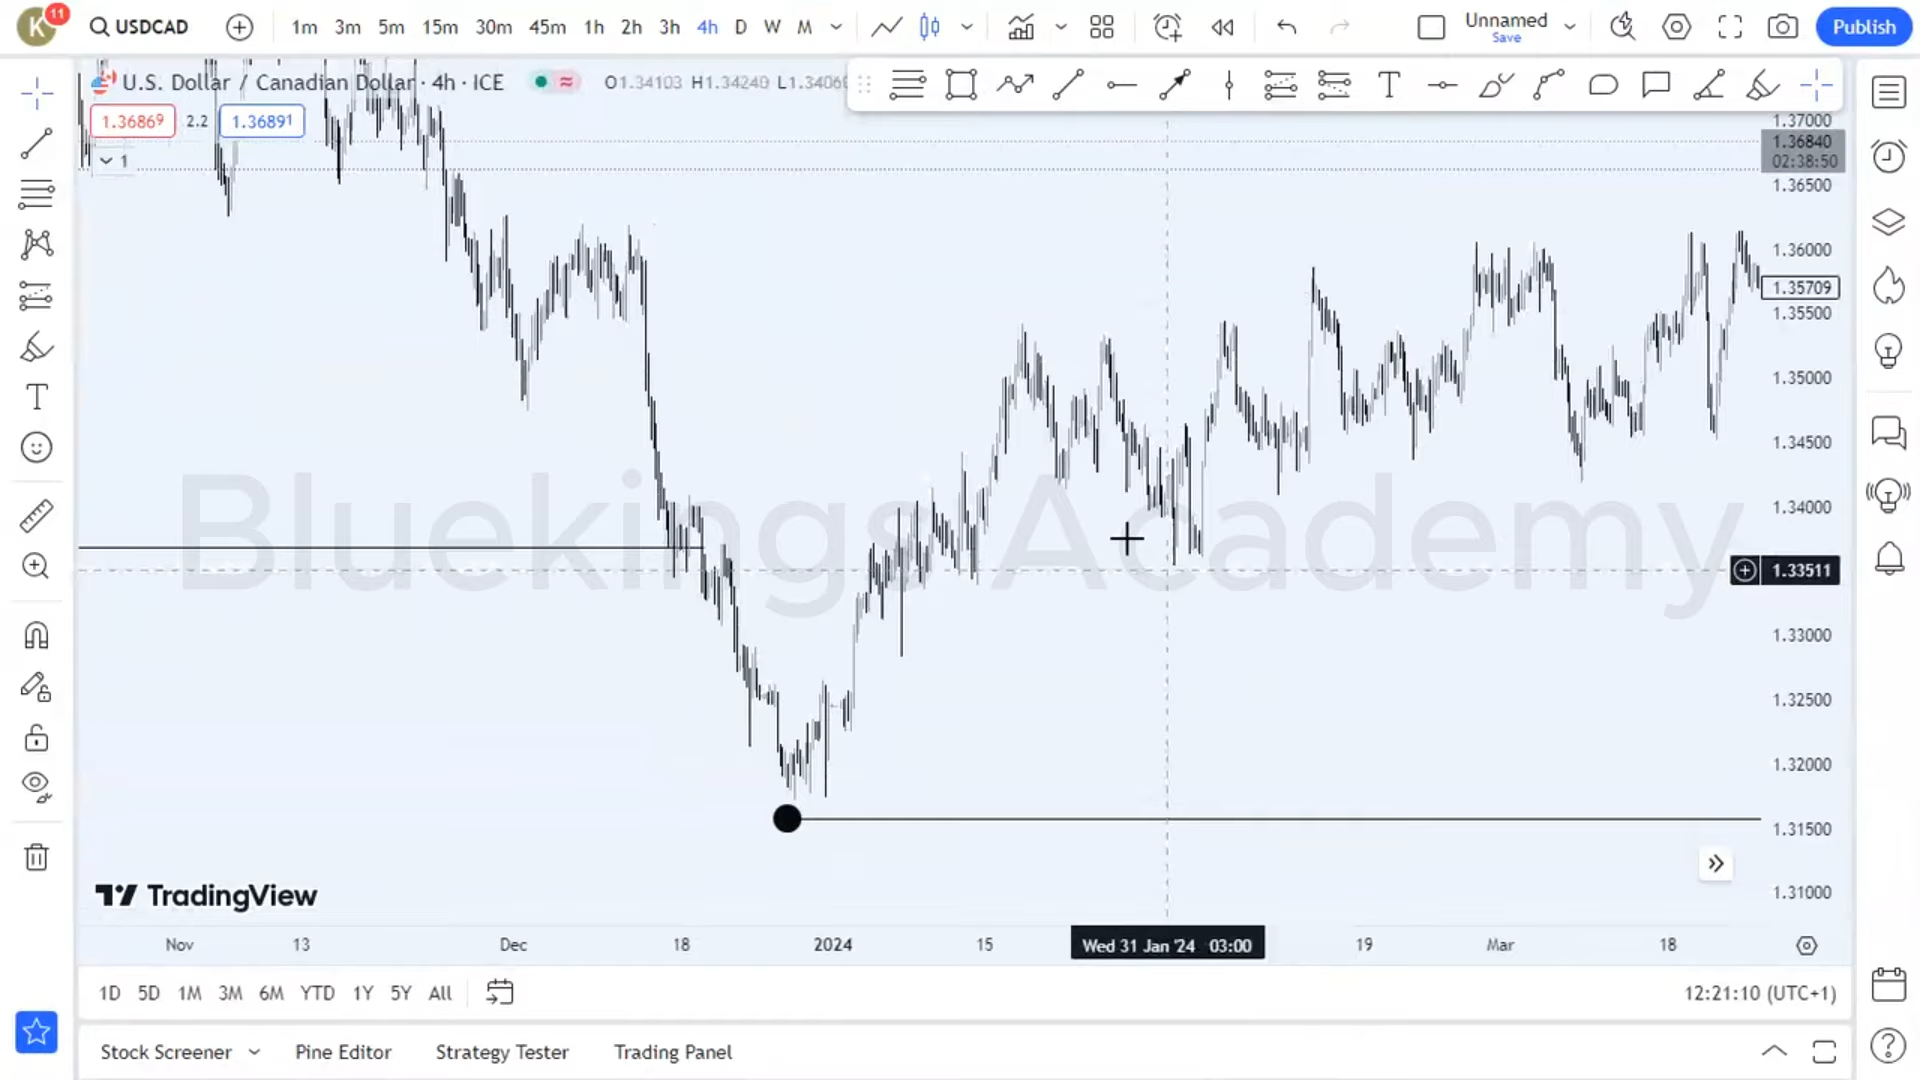 K 11 USDCAD 1m 3m 5m 15m 30m 45m 1h 2h 3h 4h D W M Unnamed Save Publish
U.S. Dollar / Canadian Dollar · 4h · ICE O1.34103 H1.34240 L1.3406
1.36869 2.2 1.36891
1
1.37000
1.36840
02:38:50
1.36500
1.36000
1.35709
1.35500
1.35000
1.34500
1.34000
1.33511
1.33000
1.32500
1.32000
1.31500
1.31000
Bluekings Academy
TradingView
Nov 13 Dec 18 2024 15 Wed 31 Jan '24 03:00 19 Mar 18
1D 5D 1M 3M 6M YTD 1Y 5Y All 12:21:10 (UTC+1)
Stock Screener Pine Editor Strategy Tester Trading Panel